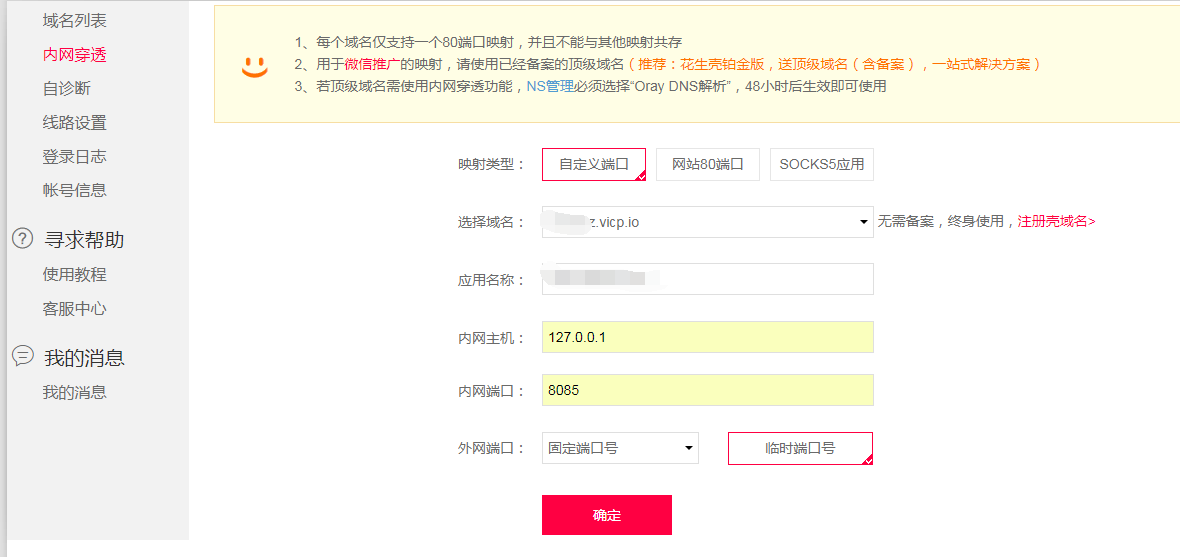 域名列表
内网穿透
自诊断
线路设置
登录日志
帐号信息
寻求帮助
使用教程
客服中心
我的消息
我的消息
1、每个域名仅支持一个80端口映射，并且不能与其他映射共存
2、用于微信推广的映射，请使用已经备案的顶级域名（推荐：花生壳铂金版，送顶级域名（含备案），一站式解决方案）
3、若顶级域名需使用内网穿透功能，NS管理必须选择“Oray DNS解析”，48小时后生效即可使用
映射类型： 自定义端口 网站80端口 SOCKS5应用
选择域名： z.vicp.io 无需备案，终身使用，注册壳域名>
应用名称：
内网主机： 127.0.0.1
内网端口： 8085
外网端口： 固定端口号 临时端口号
确定